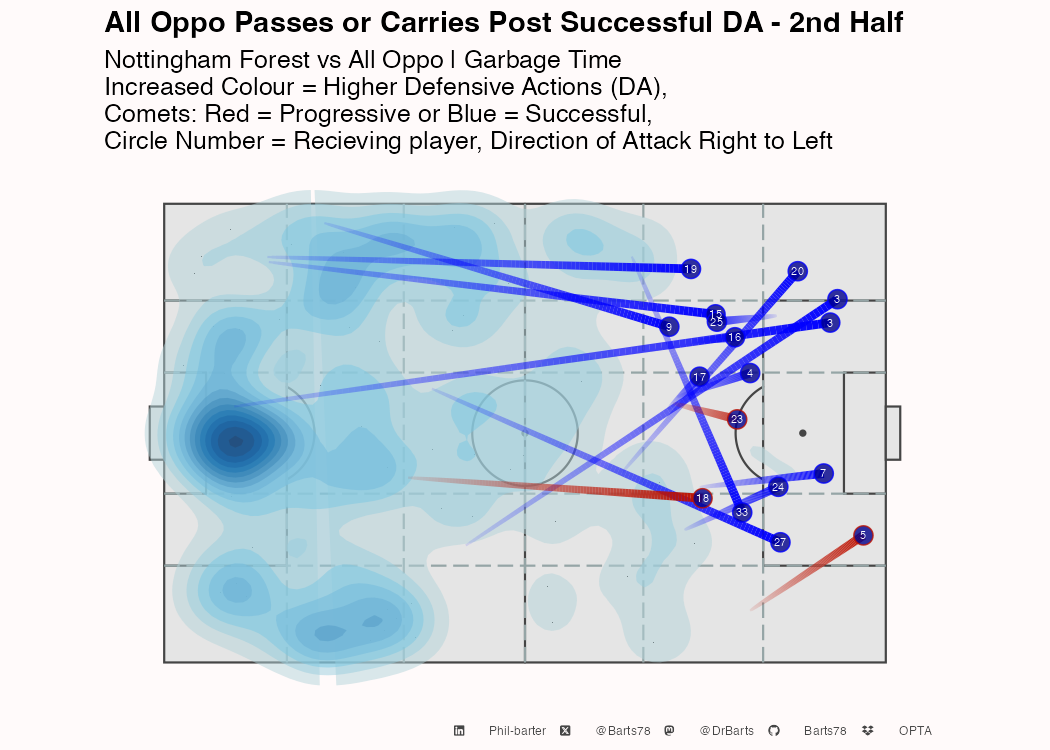 All Oppo Passes or Carries Post Successful DA - 2nd Half
Nottingham Forest vs All Oppo | Garbage Time
Increased Colour = Higher Defensive Actions (DA),
Comets: Red = Progressive or Blue = Successful,
Circle Number = Recieving player, Direction of Attack Right to Left
19
20
3
15
25
3
9
16
4
17
23
7
24
18
33
5
27
Phil-barter @Barts78 @DrBarts Barts78 OPTA